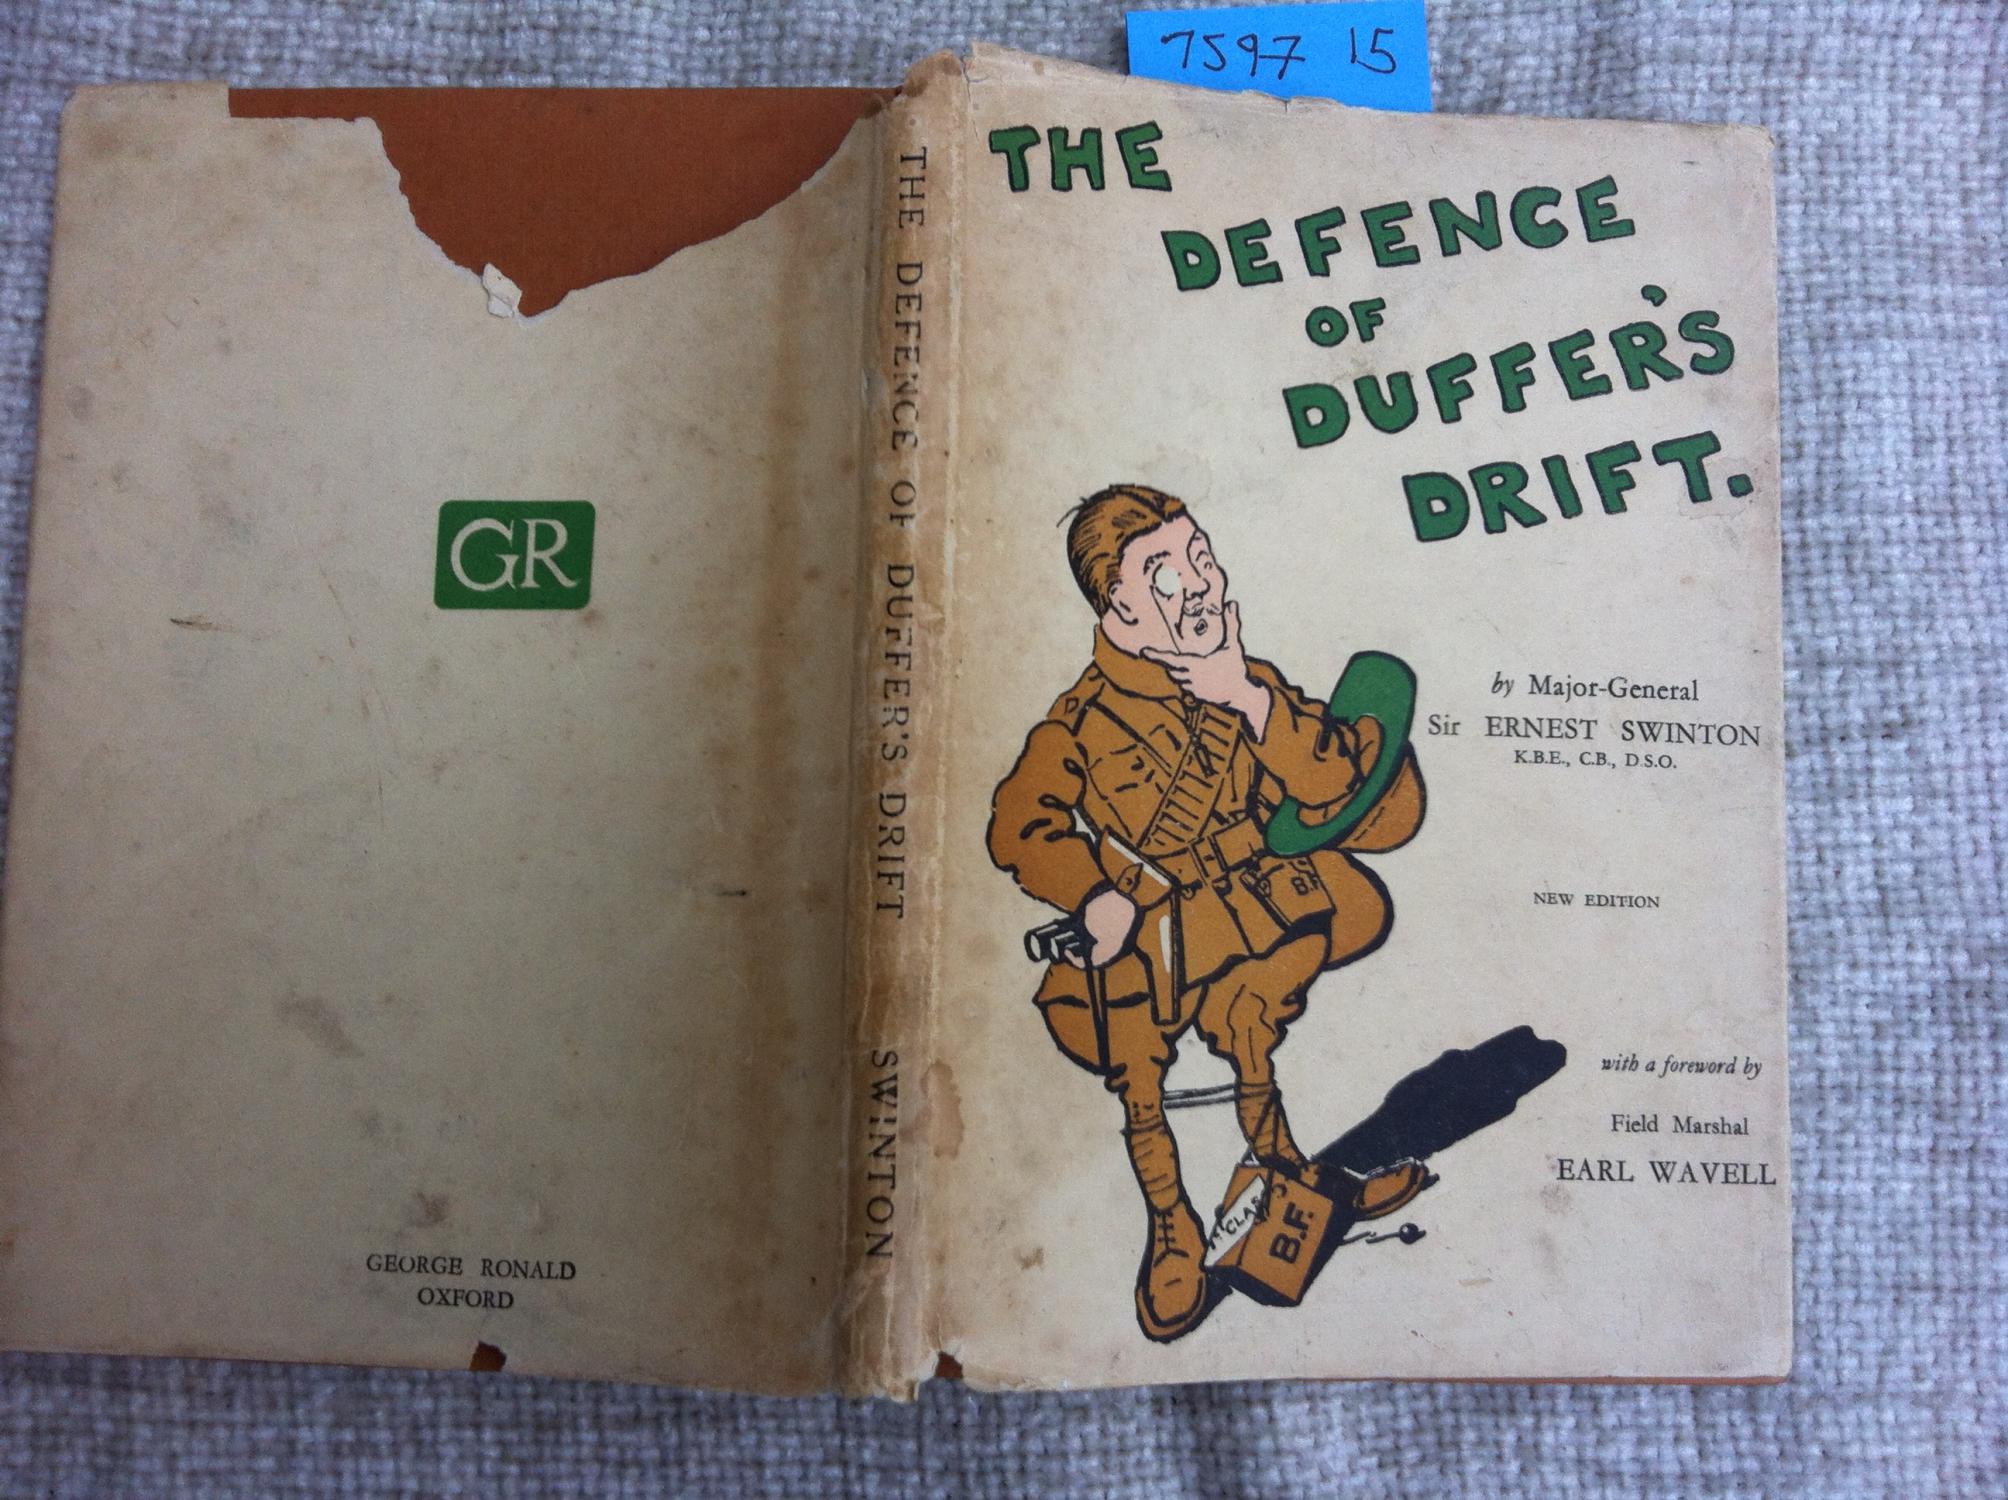 7597 15
THE
DEFENCE
OF
DUFFER'S
DRIFT.
by Major-General
Sir ERNEST SWINTON
K.B.E., C.B., D.S.O.
B.F.
NEW EDITION
with a foreword by
Field Marshal
EARL WAVELL
CLAS
B.F.
THE DEFENCE OF DUFFER'S DRIFT SWINTON
GR
GEORGE RONALD
OXFORD